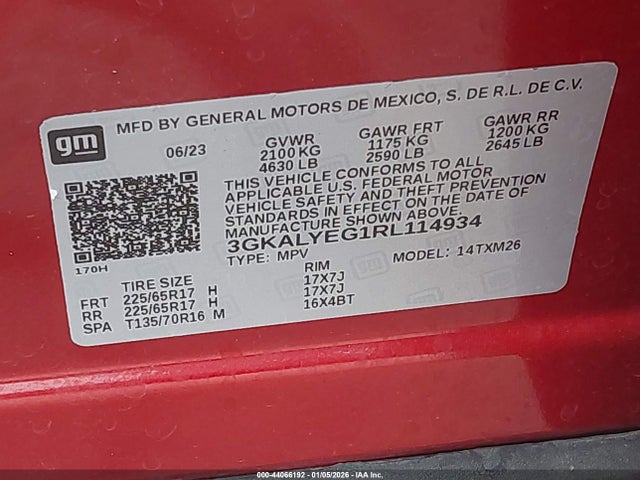 MFD BY GENERAL MOTORS DE MEXICO, S. DE R.L. DE C.V.
gm
06/23 GVWR GAWR FRT GAWR RR
2100 KG 1175 KG 1200 KG
4630 LB 2590 LB 2645 LB
THIS VEHICLE CONFORMS TO ALL
APPLICABLE U.S. FEDERAL MOTOR
VEHICLE SAFETY AND THEFT PREVENTION
STANDARDS IN EFFECT ON THE DATE OF
MANUFACTURE SHOWN ABOVE.
3GKALYEG1RL114934
170H TYPE: MPV MODEL: 14TXM26
TIRE SIZE RIM
FRT 225/65R17 H 17X7J
RR 225/65R17 H 17X7J
SPA T135/70R16 M 16X4BT
000-44066192 - 01/05/2026 - IAA Inc.